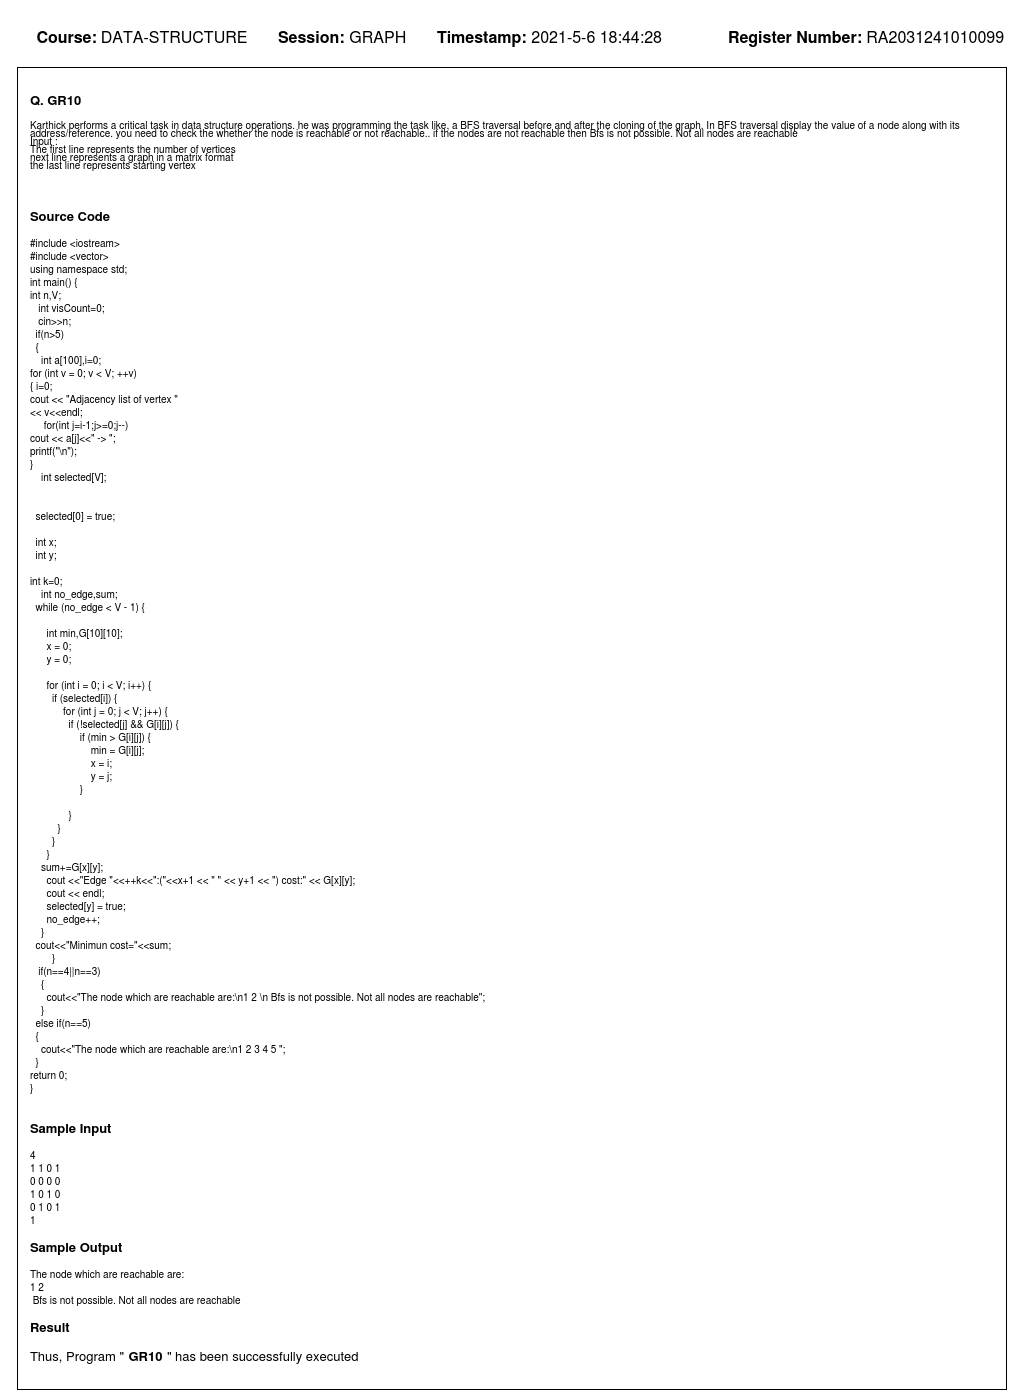 Course: DATA-STRUCTURE Session: GRAPH Timestamp: 2021-5-6 18:44:28 Register Number: RA2031241010099
Q. GR10
Karthick performs a critical task in data structure operations. he was programming the task like, a BFS traversal before and after the cloning of the graph. In BFS traversal display the value of a node along with its
address/reference. you need to check the whether the node is reachable or not reachable.. if the nodes are not reachable then Bfs is not possible. Not all nodes are reachable
Input :
The first line represents the number of vertices
next line represents a graph in a matrix format
the last line represents starting vertex
Source Code
#include <iostream>
#include <vector>
using namespace std;
int main() {
int n,V;
int visCount=0;
cin>>n;
if(n>5)
{
int a[100],i=0;
for (int v = 0; v < V; ++v)
{ i=0;
cout << "Adjacency list of vertex "
<< v<<endl;
for(int j=i-1;j>=0;j--)
cout << a[j]<<" -> ";
printf("\n");
}
int selected[V];
selected[0] = true;
int x;
int y;
int k=0;
int no_edge,sum;
while (no_edge < V - 1) {
int min,G[10][10];
x = 0;
y = 0;
for (int i = 0; i < V; i++) {
if (selected[i]) {
for (int j = 0; j < V; j++) {
if (!selected[j] && G[i][j]) {
if (min > G[i][j]) {
min = G[i][j];
x = i;
y = j;
}
}
}
}
}
sum+=G[x][y];
cout <<"Edge "<<++k<<":("<<x+1 << " " << y+1 << ") cost:" << G[x][y];
cout << endl;
selected[y] = true;
no_edge++;
}
cout<<"Minimun cost="<<sum;
}
if(n==4||n==3)
{
cout<<"The node which are reachable are:\n1 2 \n Bfs is not possible. Not all nodes are reachable";
}
else if(n==5)
{
cout<<"The node which are reachable are:\n1 2 3 4 5 ";
}
return 0;
}
Sample Input
4
1 1 0 1
0 0 0 0
1 0 1 0
0 1 0 1
1
Sample Output
The node which are reachable are:
1 2
Bfs is not possible. Not all nodes are reachable
Result
Thus, Program " GR10 " has been successfully executed